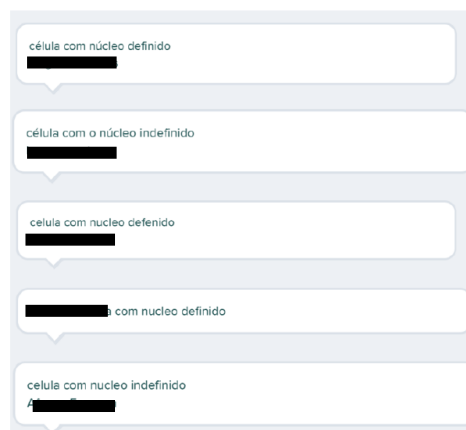 célula com núcleo definido
célula com o núcleo indefinido
celula com nucleo defenido
com nucleo definido
celula com nucleo indefinido